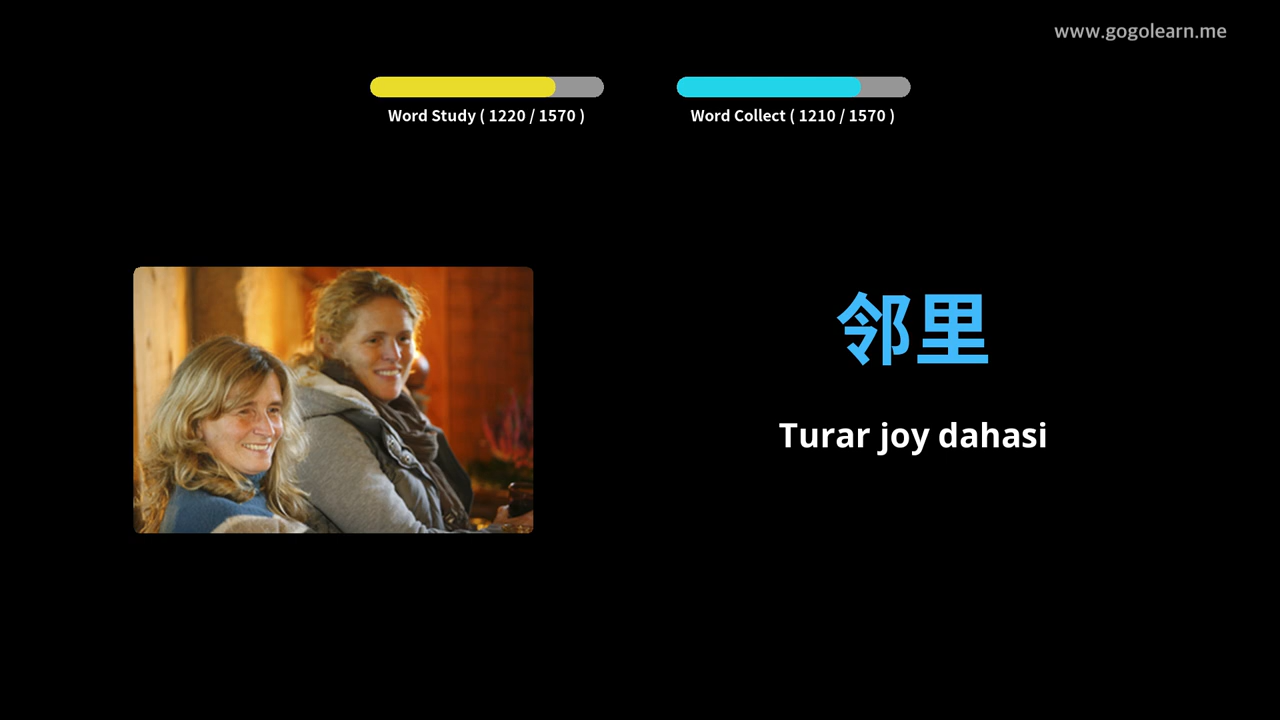 www.gogolearn.me
Word Study ( 1220 / 1570 )
Word Collect ( 1210 / 1570 )
邻里
Turar joy dahasi